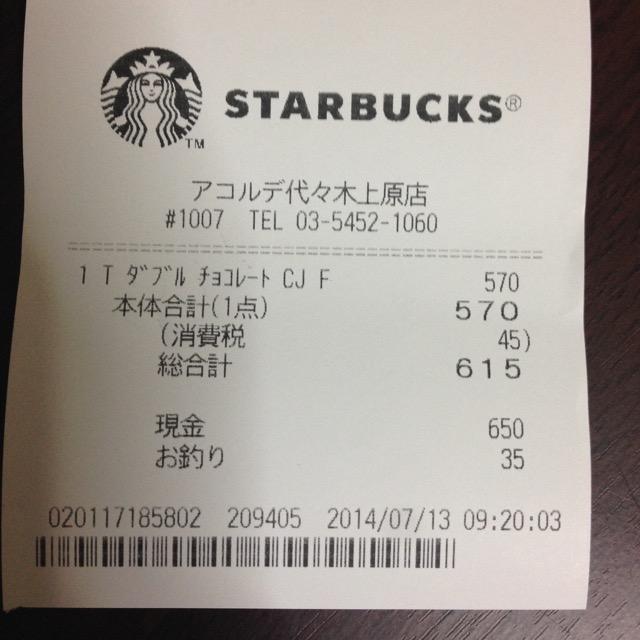 STARBUCKS®
TM
アコルデ代々木上原店
#1007 TEL 03-5452-1060
1 T ﾀﾞﾌﾞﾙ ﾁｮｺﾚｰﾄ CJ F 570
本体合計(1点) 570
(消費税 45)
総合計 615
現金 650
お釣り 35
020117185802 209405 2014/07/13 09:20:03